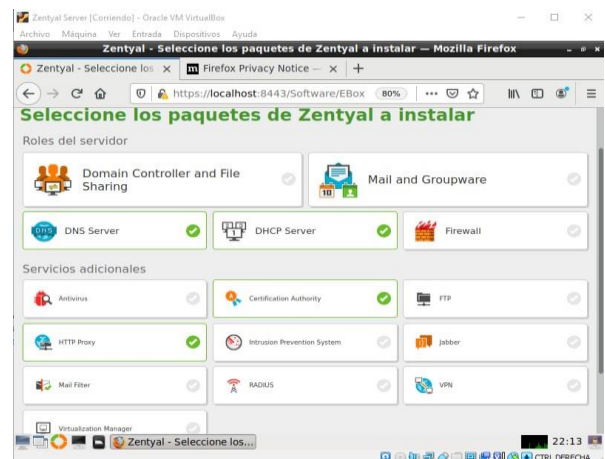 Zentyal Server [Corriendo] - Oracle VM VirtualBox
Archivo Máquina Ver Entrada Dispositivos Ayuda
Zentyal - Seleccione los paquetes de Zentyal a instalar — Mozilla Firefox
Zentyal - Seleccione los
Firefox Privacy Notice —
https://localhost:8443/Software/EBox 80%
Seleccione los paquetes de Zentyal a instalar
Roles del servidor
Domain Controller and File Sharing
Mail and Groupware
DNS Server
DHCP Server
Firewall
Servicios adicionales
Antivirus
Certification Authority
FTP
HTTP Proxy
Intrusion Prevention System
Jabber
Mail Filter
RADIUS
VPN
Virtualization Manager
Zentyal - Seleccione los...
22:13
CTRL DERECHA